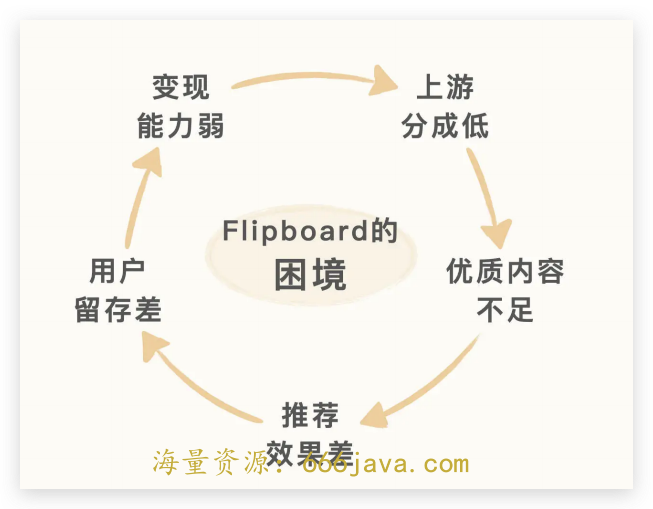 变现
能力弱
上游
分成低
Flipboard的
困境
优质内容
不足
用户
留存差
推荐
效果差
海量资源：666java.com